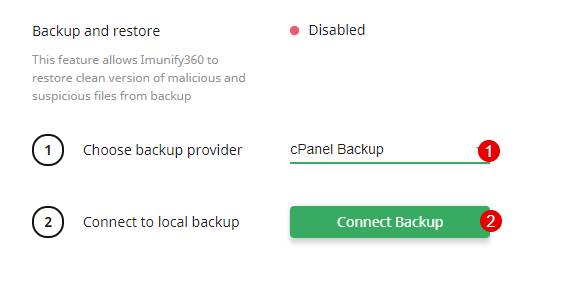 Backup and restore
Disabled
This feature allows Imunify360 to
restore clean version of malicious and
suspicious files from backup
1
Choose backup provider
cPanel Backup
1
2
Connect to local backup
Connect Backup
2